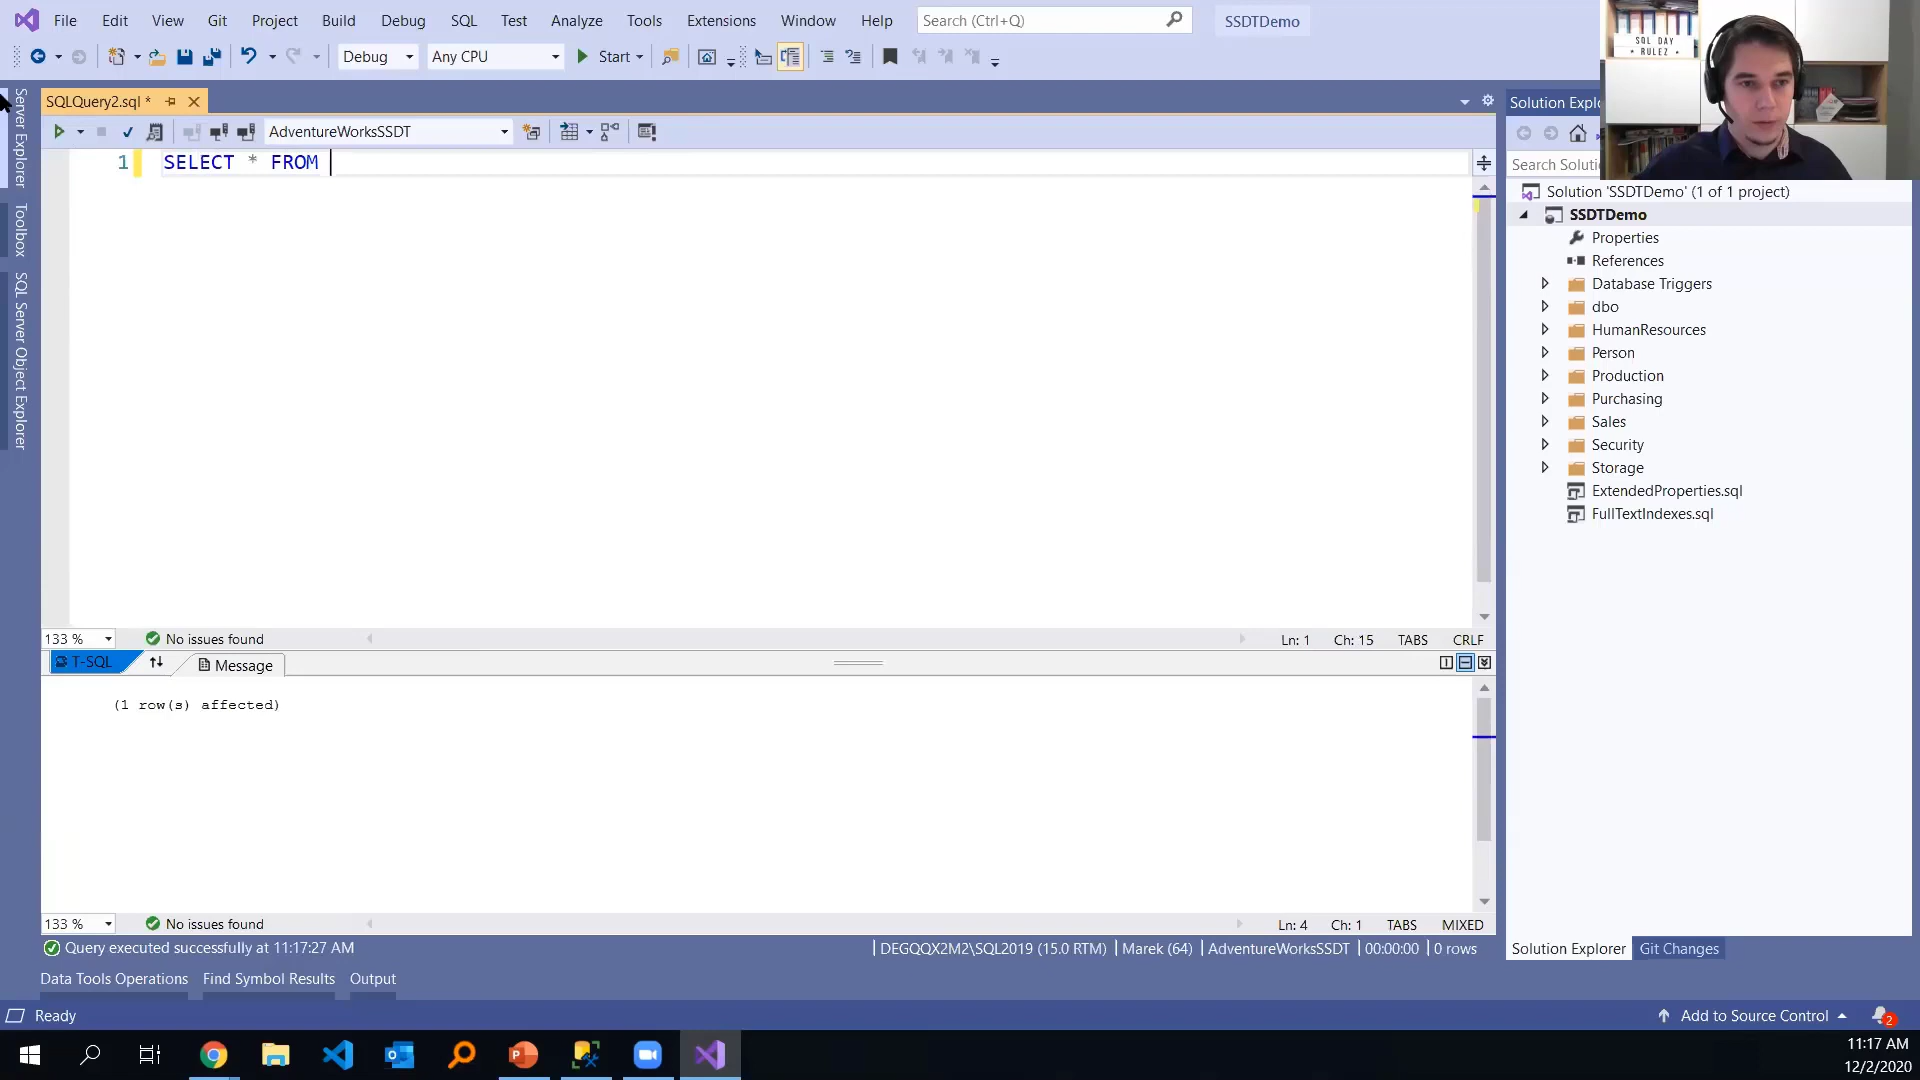 File Edit View Git Project Build Debug SQL Test Analyze Tools Extensions Window Help Search (Ctrl+Q) SSDTDemo
SQL DAY
• RULEZ •
Debug Any CPU Start
Server Explorer
Toolbox
SQL Server Object Explorer
SQLQuery2.sql *
AdventureWorksSSDT
1 SELECT * FROM
133 % No issues found Ln: 1 Ch: 15 TABS CRLF
T-SQL Message
(1 row(s) affected)
133 % No issues found Ln: 4 Ch: 1 TABS MIXED
Query executed successfully at 11:17:27 AM DEGQQX2M2\SQL2019 (15.0 RTM) Marek (64) AdventureWorksSSDT 00:00:00 0 rows
Data Tools Operations Find Symbol Results Output
Solution Explo
Search Soluti
Solution 'SSDTDemo' (1 of 1 project)
SSDTDemo
Properties
References
Database Triggers
dbo
HumanResources
Person
Production
Purchasing
Sales
Security
Storage
ExtendedProperties.sql
FullTextIndexes.sql
Solution Explorer Git Changes
Ready Add to Source Control 2
11:17 AM
12/2/2020